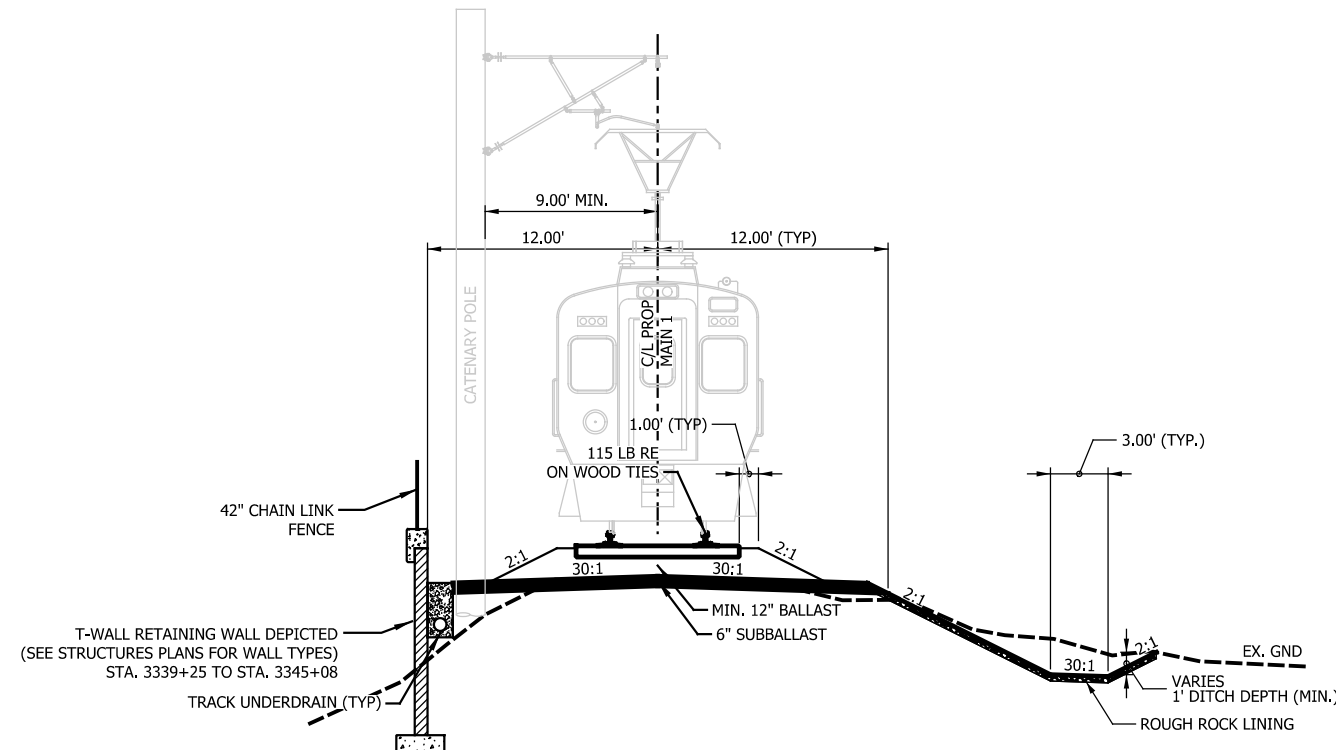 9.00' MIN.
12.00'
12.00' (TYP)
CATENARY POLE
C/L PROP
MAIN 1
1.00' (TYP)
115 LB RE
ON WOOD TIES
3.00' (TYP.)
42" CHAIN LINK
FENCE
2:1
2:1
30:1
30:1
2:1
MIN. 12" BALLAST
6" SUBBALLAST
T-WALL RETAINING WALL DEPICTED
(SEE STRUCTURES PLANS FOR WALL TYPES)
STA. 3339+25 TO STA. 3345+08
TRACK UNDERDRAIN (TYP)
30:1
2:1
EX. GND
VARIES
1' DITCH DEPTH (MIN.)
ROUGH ROCK LINING